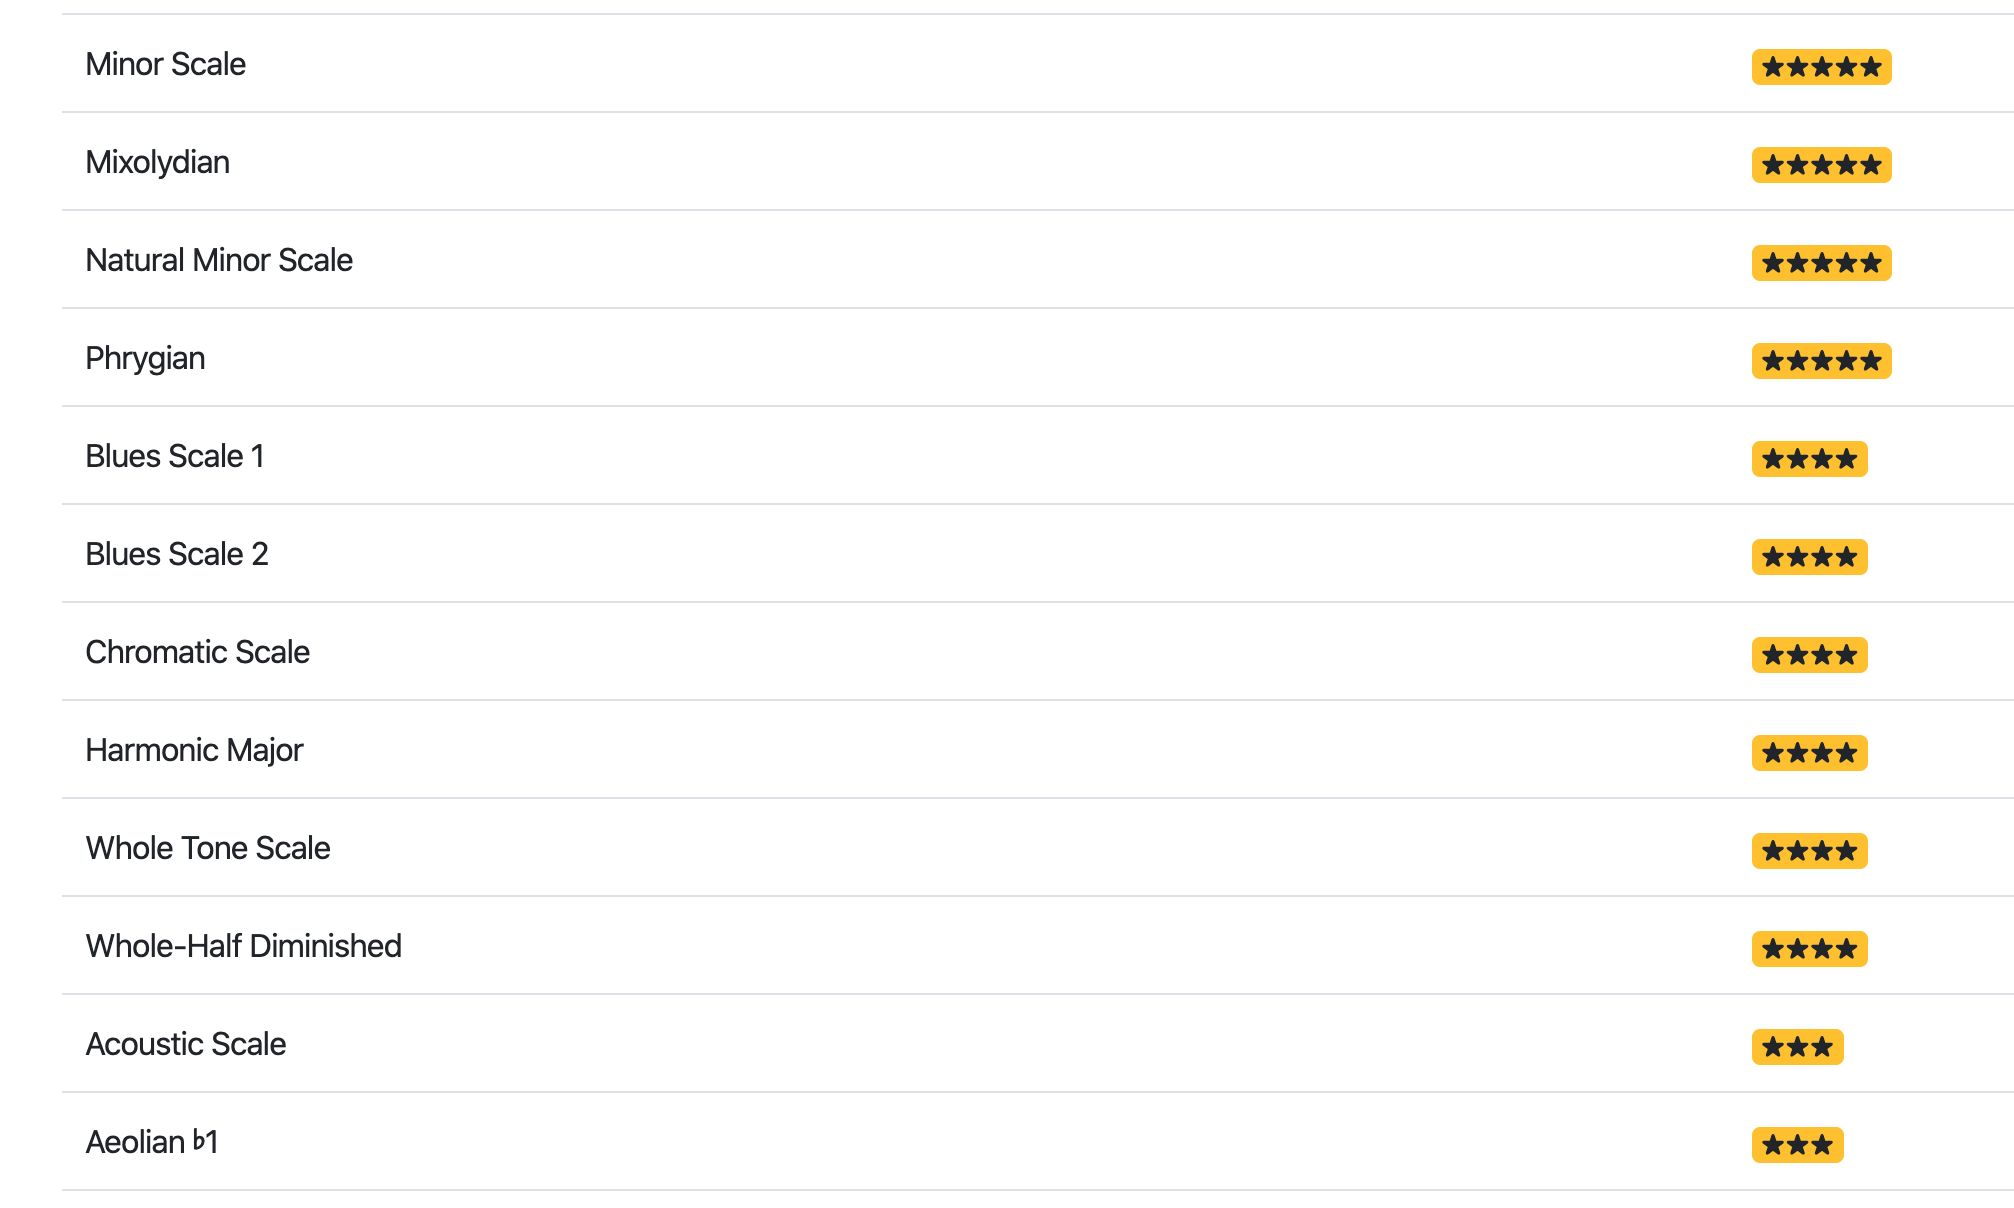 Minor Scale ★★★★★
Mixolydian ★★★★★
Natural Minor Scale ★★★★★
Phrygian ★★★★★
Blues Scale 1 ★★★★
Blues Scale 2 ★★★★
Chromatic Scale ★★★★
Harmonic Major ★★★★
Whole Tone Scale ★★★★
Whole-Half Diminished ★★★★
Acoustic Scale ★★★
Aeolian ♭1 ★★★